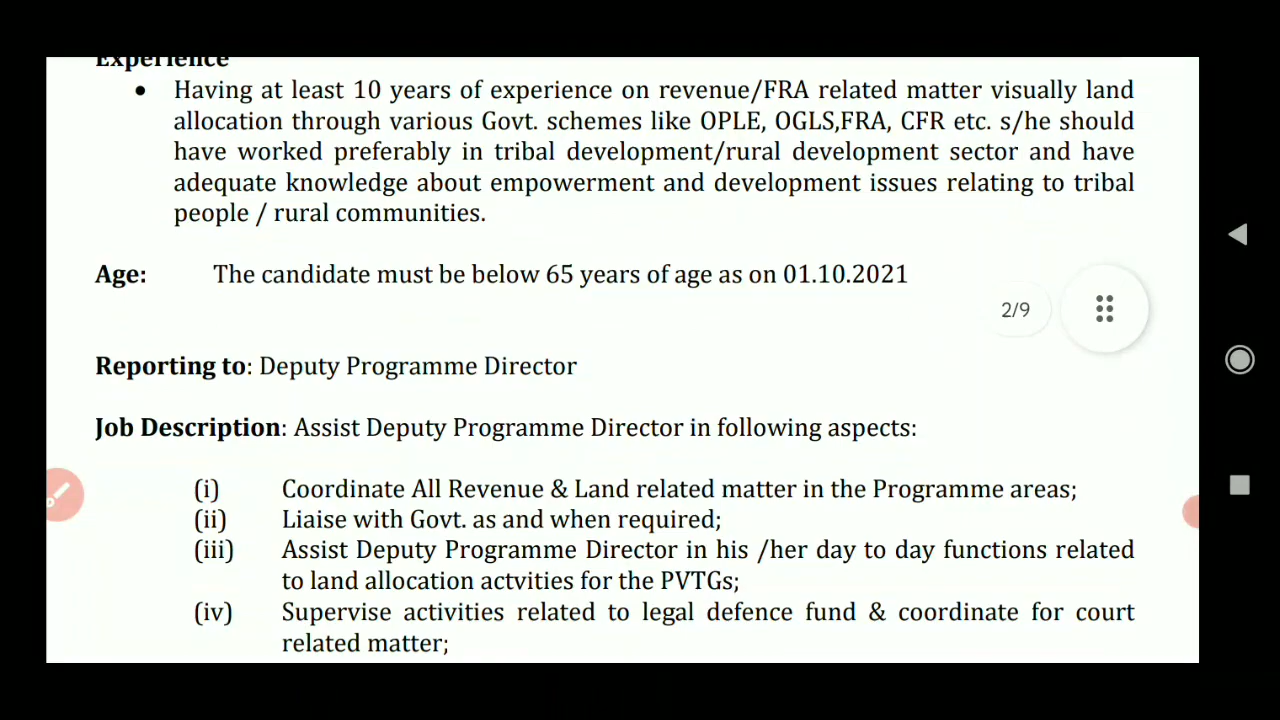 Experience
• Having at least 10 years of experience on revenue/FRA related matter visually land
allocation through various Govt. schemes like OPLE, OGLS,FRA, CFR etc. s/he should
have worked preferably in tribal development/rural development sector and have
adequate knowledge about empowerment and development issues relating to tribal
people / rural communities.
Age: The candidate must be below 65 years of age as on 01.10.2021
2/9
Reporting to: Deputy Programme Director
Job Description: Assist Deputy Programme Director in following aspects:
(i) Coordinate All Revenue & Land related matter in the Programme areas;
(ii) Liaise with Govt. as and when required;
(iii) Assist Deputy Programme Director in his /her day to day functions related
to land allocation actvities for the PVTGs;
(iv) Supervise activities related to legal defence fund & coordinate for court
related matter;